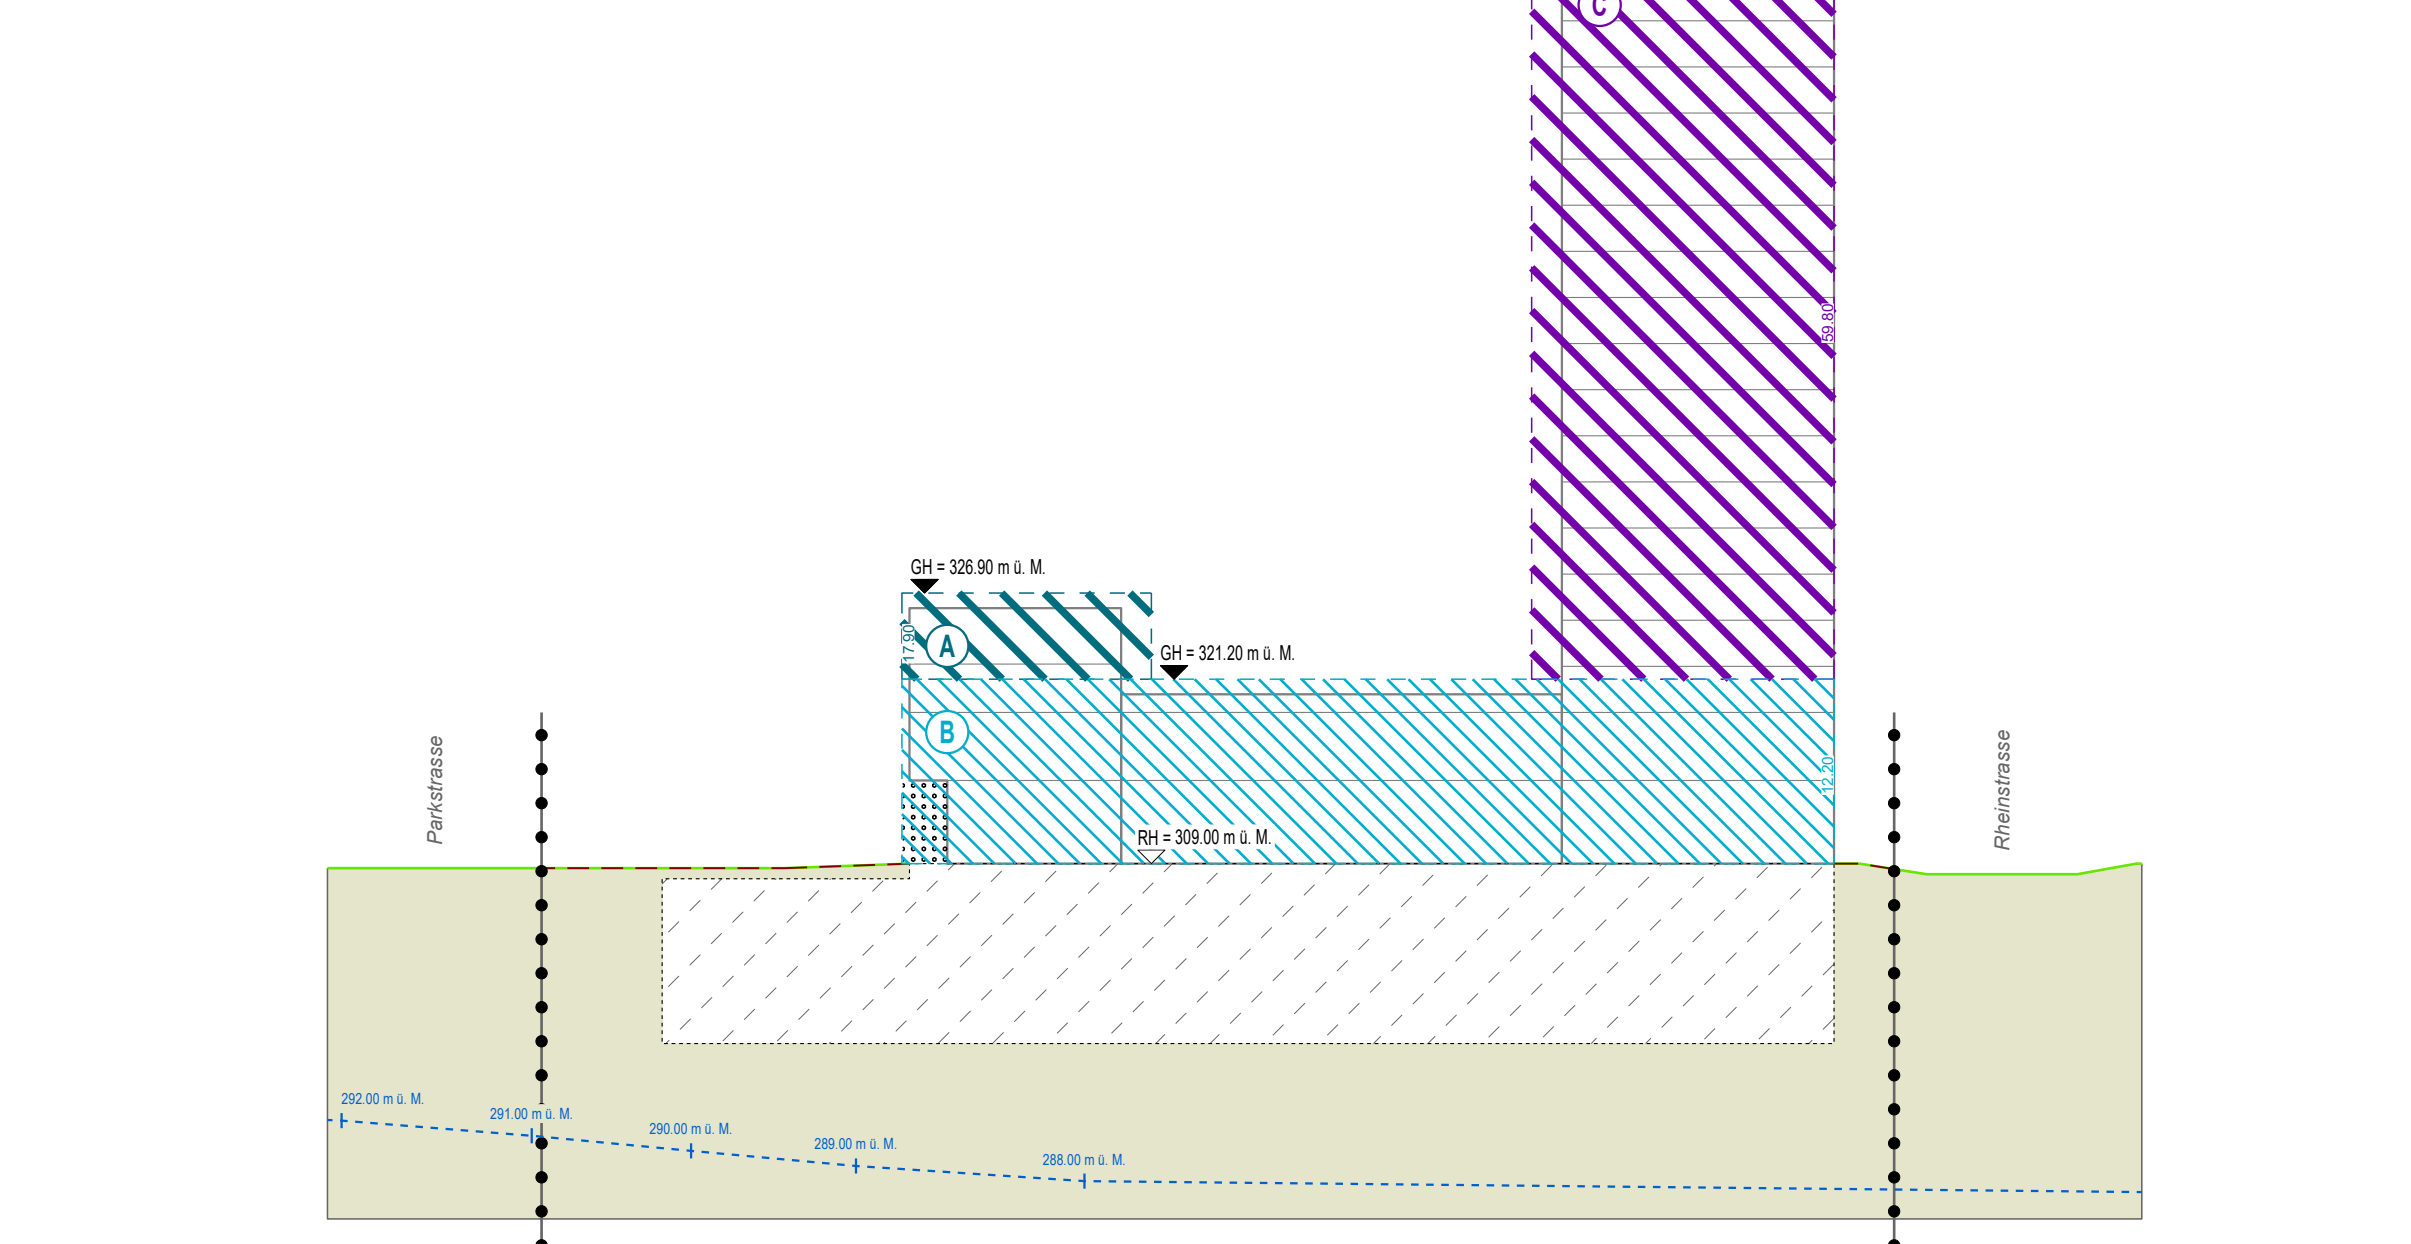 C
59.80
GH = 326.90 m ü. M.
17.90
A
GH = 321.20 m ü. M.
B
12.20
Parkstrasse
Rheinstrasse
RH = 309.00 m ü. M.
292.00 m ü. M.
291.00 m ü. M.
290.00 m ü. M.
289.00 m ü. M.
288.00 m ü. M.